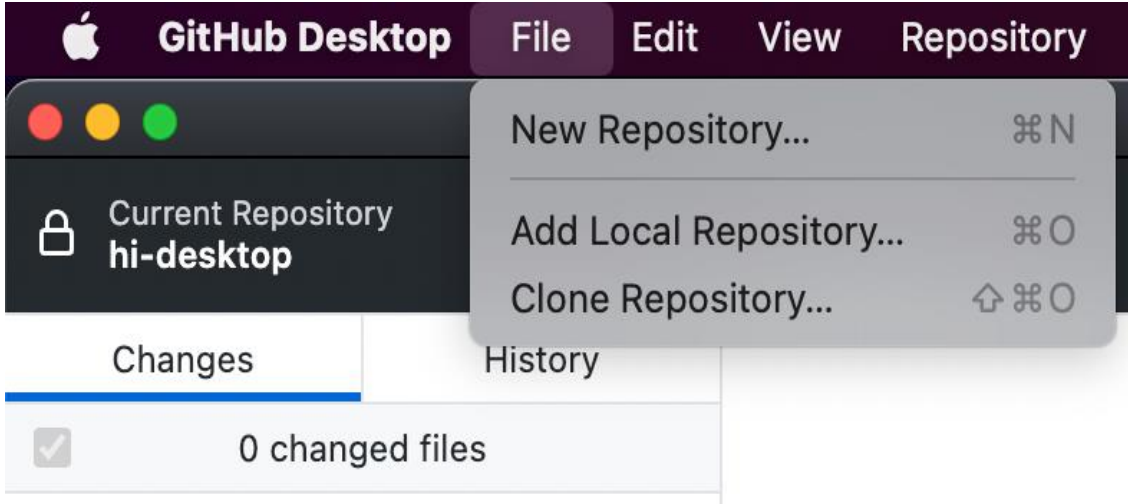 GitHub Desktop File Edit View Repository
New Repository... ⌘N
Current Repository
hi-desktop
Add Local Repository... ⌘O
Clone Repository... ⇧⌘O
Changes History
0 changed files